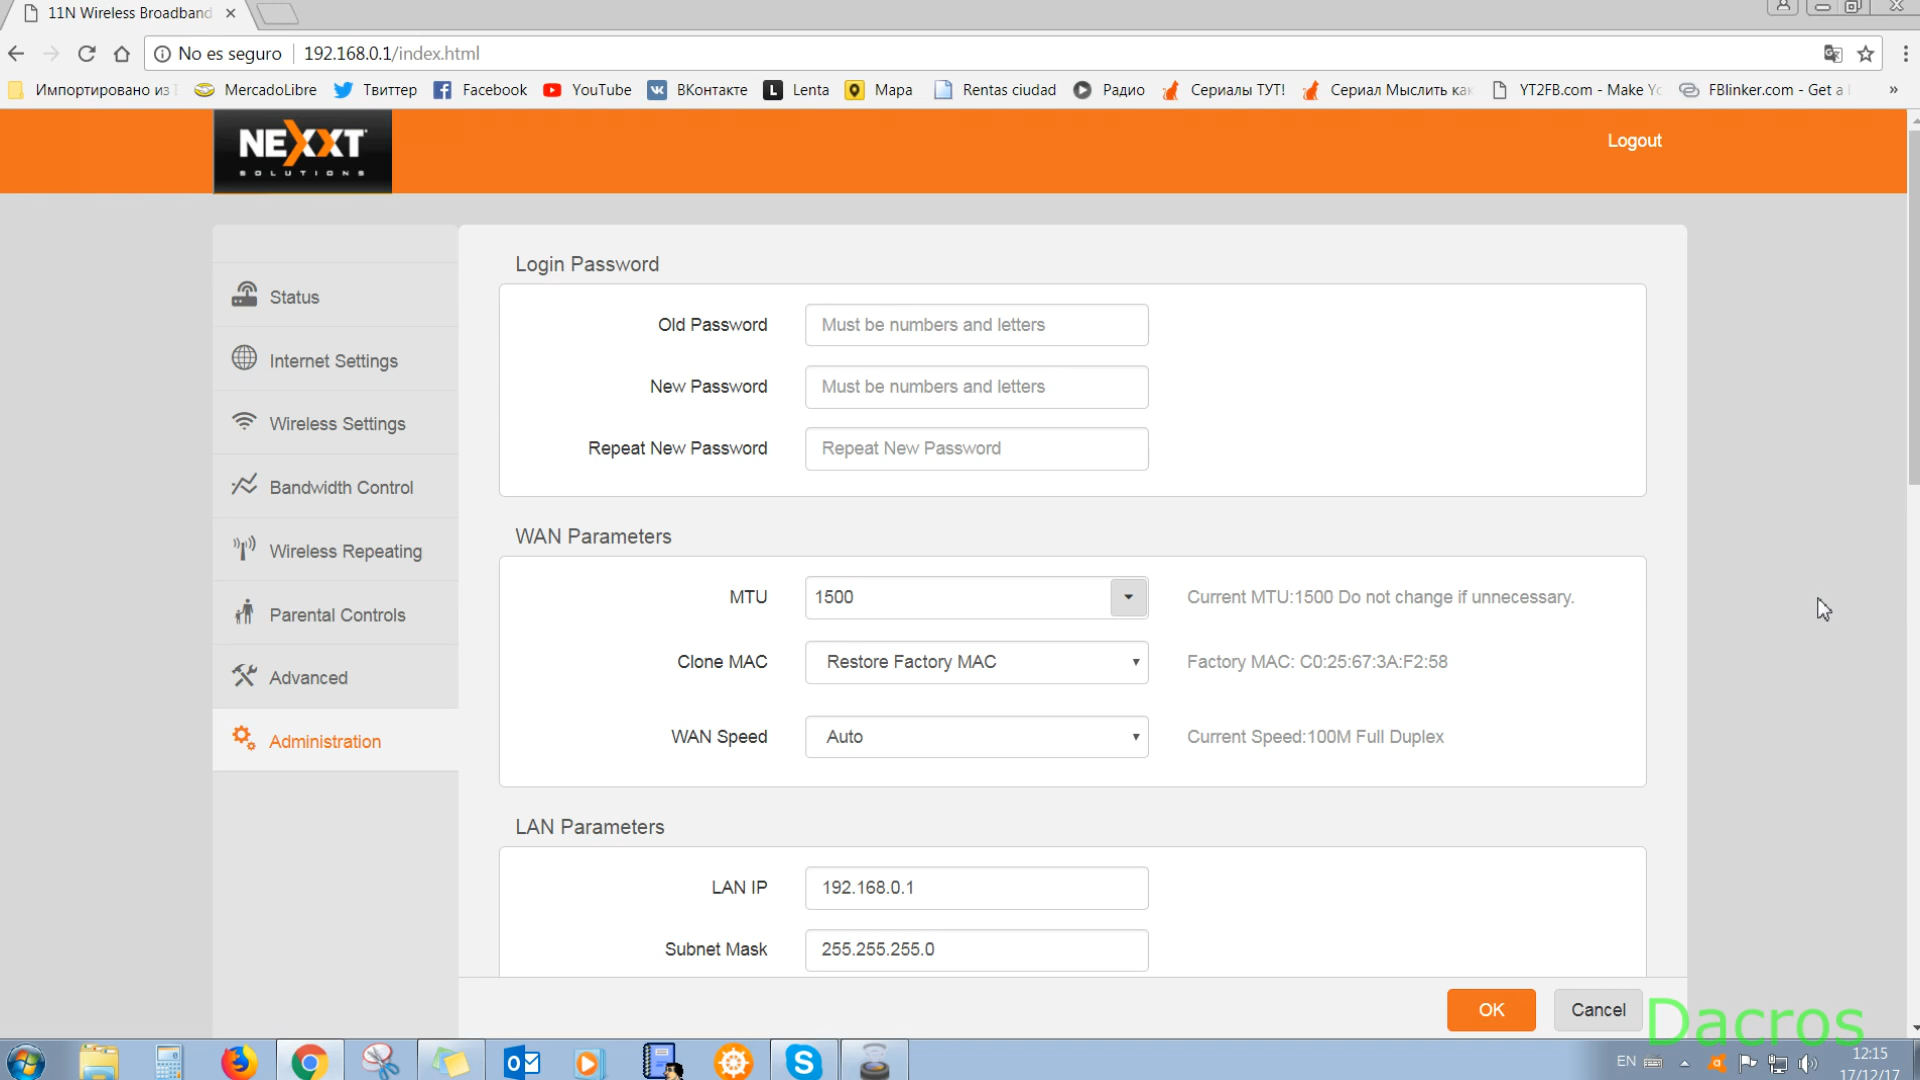 11N Wireless Broadband
No es seguro 192.168.0.1/index.html
Импортировано из MercadoLibre Твиттер Facebook YouTube ВКонтакте Lenta Мара Rentas ciudad Радио Сериалы ТУТ! Сериал Мыслить как YT2FB.com - Make Yo FBlinker.com - Get a »
NEXXT
SOLUTIONS
Logout
Status
Internet Settings
Wireless Settings
Bandwidth Control
Wireless Repeating
Parental Controls
Advanced
Administration
Login Password
Old Password Must be numbers and letters
New Password Must be numbers and letters
Repeat New Password Repeat New Password
WAN Parameters
MTU 1500 Current MTU:1500 Do not change if unnecessary.
Clone MAC Restore Factory MAC Factory MAC: C0:25:67:3A:F2:58
WAN Speed Auto Current Speed:100M Full Duplex
LAN Parameters
LAN IP 192.168.0.1
Subnet Mask 255.255.255.0
OK Cancel
Dacros
EN 12:15
17/12/17